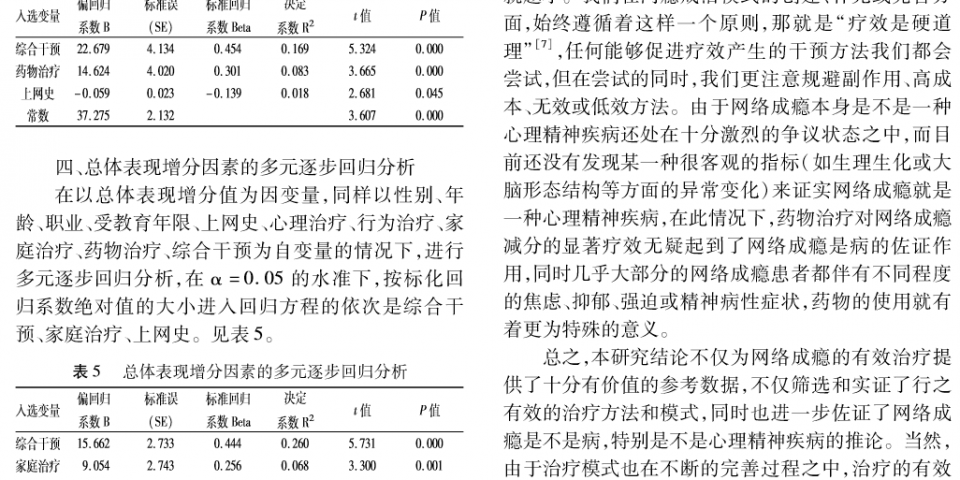 入选变量 偏回归系数 B 标准误(SE) 标准回归系数 Beta 决定系数 R² t 值 P 值
综合干预 22.679 4.134 0.454 0.169 5.324 0.000
药物治疗 14.624 4.020 0.301 0.083 3.665 0.000
上网史 -0.059 0.023 -0.139 0.018 2.681 0.045
常数 37.275 2.132 3.607 0.000
四、总体表现增分因素的多元逐步回归分析
在以总体表现增分值为因变量,同样以性别、年
龄、职业、受教育年限、上网史、心理治疗、行为治疗、家
庭治疗、药物治疗、综合干预为自变量的情况下,进行
多元逐步回归分析,在 α = 0. 05 的水准下,按标化回
归系数绝对值的大小进入回归方程的依次是综合干
预、家庭治疗、上网史。见表 5。
表 5 总体表现增分因素的多元逐步回归分析
入选变量 偏回归系数 B 标准误(SE) 标准回归系数 Beta 决定系数 R² t 值 P 值
综合干预 15.662 2.733 0.444 0.260 5.731 0.000
家庭治疗 9.054 2.743 0.256 0.068 3.300 0.001
面,始终遵循着这样一个原则,那就是“疗效是硬道
理”[7],任何能够促进疗效产生的干预方法我们都会
尝试,但在尝试的同时,我们更注意规避副作用、高成
本、无效或低效方法。由于网络成瘾本身是不是一种
心理精神疾病还处在十分激烈的争议状态之中,而目
前还没有发现某一种很客观的指标(如生理生化或大
脑形态结构等方面的异常变化)来证实网络成瘾就是
一种心理精神疾病,在此情况下,药物治疗对网络成瘾
减分的显著疗效无疑起到了网络成瘾是病的佐证作
用,同时几乎大部分的网络成瘾患者都伴有不同程度
的焦虑、抑郁、强迫或精神病性症状,药物的使用就有
着更为特殊的意义。
总之,本研究结论不仅为网络成瘾的有效治疗提
供了十分有价值的参考数据,不仅筛选和实证了行之
有效的治疗方法和模式,同时也进一步佐证了网络成
瘾是不是病,特别是不是心理精神疾病的推论。当然,
由于治疗模式也在不断的完善过程之中,治疗的有效